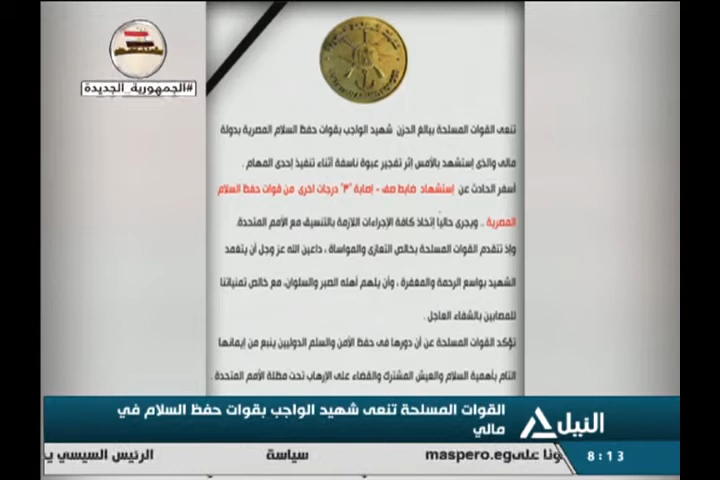 #الجمهورية_الجديدة
تنعى القوات المسلحة ببالغ الحزن شهيد الواجب بقوات حفظ السلام المصرية بدولة
مالى والذى إستشهد بالأمس إثر تفجير عبوة ناسفة أثناء تنفيذ إحدى المهام .
أسفر الحادث عن إستشهاد ضابط صف - إصابة "٣" درجات اخرى من قوات حفظ السلام
المصرية .. ويجرى حالياً إتخاذ كافة الإجراءات اللازمة بالتنسيق مع الأمم المتحدة.
وإذ تتقدم القوات المسلحة بخالص التعازى والمواساة ، داعين الله عز وجل أن يتغمد
الشهيد بواسع الرحمة والمغفرة ، وأن يلهم أهله الصبر والسلوان، مع خالص تمنياتنا
للمصابين بالشفاء العاجل .
تؤكد القوات المسلحة عن أن دورها فى حفظ الأمن والسلم الدوليين ينبع من إيمانها
التام بأهمية السلام والعيش المشترك والقضاء على الإرهاب تحت مظلة الأمم المتحدة .
النيل
القوات المسلحة تنعى شهيد الواجب بقوات حفظ السلام في
مالي
8:13
ونا على maspero.eg سياسة الرئيس السيسي